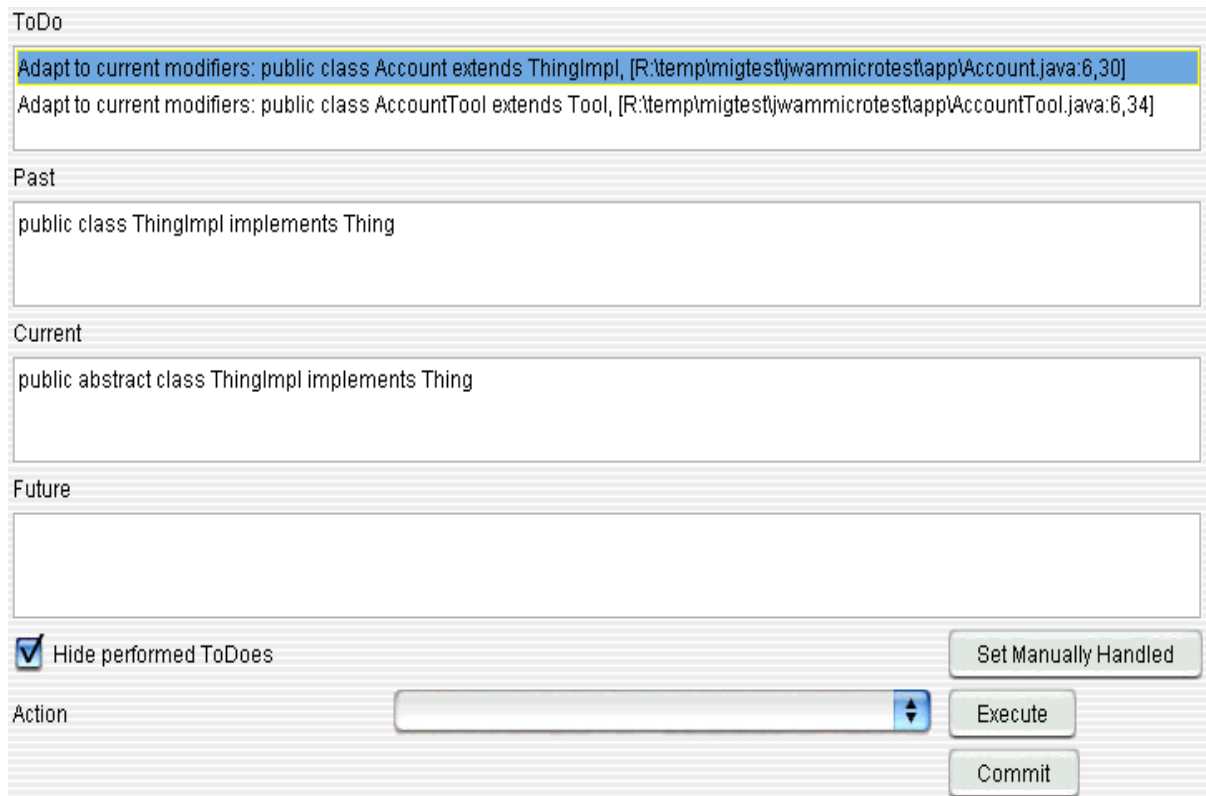 ToDo
Adapt to current modifiers: public class Account extends ThingImpl, [R:\temp\migtest\jwammicrotest\app\Account.java:6,30]
Adapt to current modifiers: public class AccountTool extends Tool, [R:\temp\migtest\jwammicrotest\app\AccountTool.java:6,34]
Past
public class ThingImpl implements Thing
Current
public abstract class ThingImpl implements Thing
Future
Hide performed ToDoes
Set Manually Handled
Action
Execute
Commit